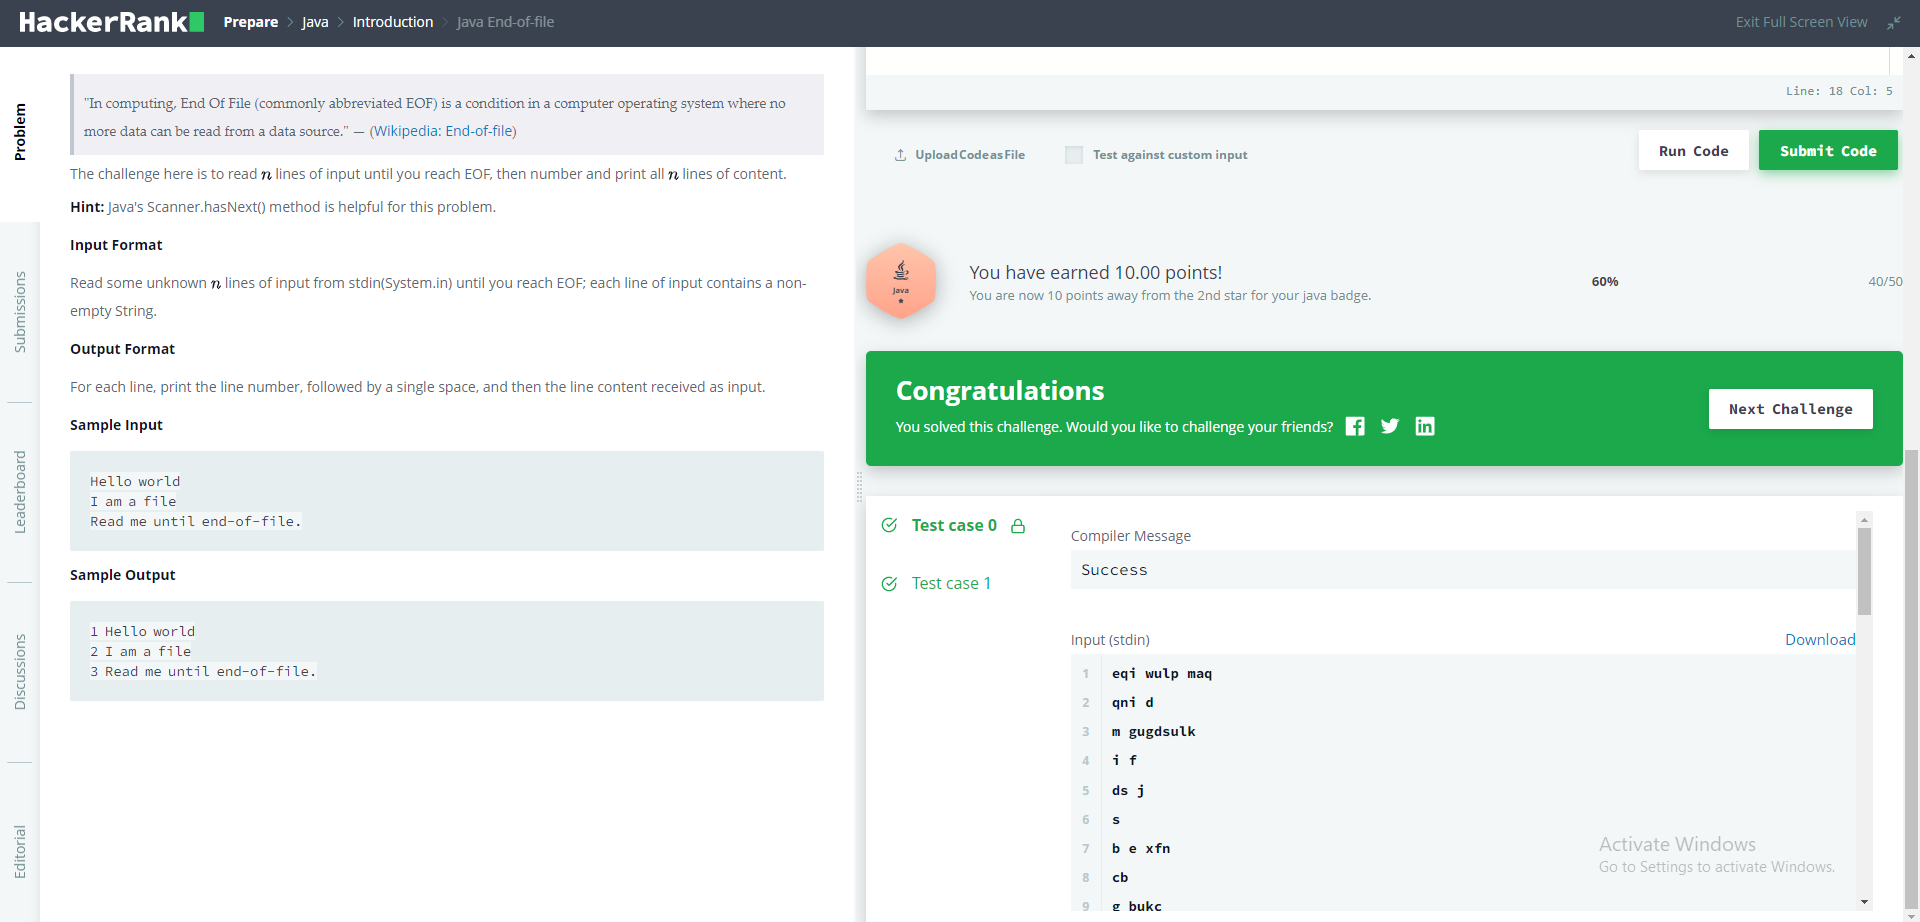 HackerRank
Prepare > Java > Introduction > Java End-of-file
Exit Full Screen View
Problem
Submissions
Leaderboard
Discussions
Editorial
"In computing, End Of File (commonly abbreviated EOF) is a condition in a computer operating system where no
more data can be read from a data source." — (Wikipedia: End-of-file)
The challenge here is to read n lines of input until you reach EOF, then number and print all n lines of content.
Hint: Java's Scanner.hasNext() method is helpful for this problem.
Input Format
Read some unknown n lines of input from stdin(System.in) until you reach EOF; each line of input contains a non-
empty String.
Output Format
For each line, print the line number, followed by a single space, and then the line content received as input.
Sample Input
Hello world
I am a file
Read me until end-of-file.
Sample Output
1 Hello world
2 I am a file
3 Read me until end-of-file.
Line: 18 Col: 5
Upload Code as File
Test against custom input
Run Code
Submit Code
Java
You have earned 10.00 points!
You are now 10 points away from the 2nd star for your java badge.
60%
40/50
Congratulations
You solved this challenge. Would you like to challenge your friends?
Next Challenge
Test case 0
Test case 1
Compiler Message
Success
Input (stdin)
Download
1 eqi wulp maq
2 qni d
3 m gugdsulk
4 i f
5 ds j
6 s
7 b e xfn
8 cb
9 g bukc
Activate Windows
Go to Settings to activate Windows.